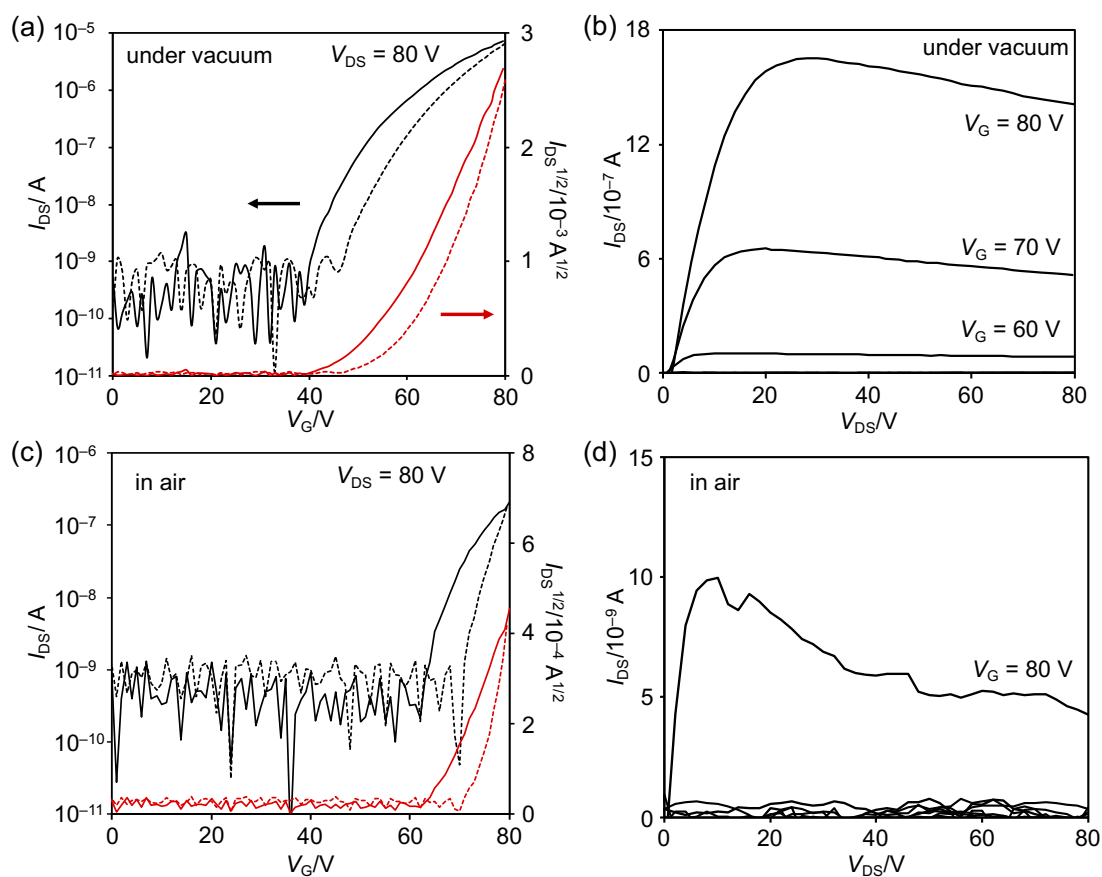 (a)
under vacuum
V_DS = 80 V
10⁻⁵
10⁻⁶
10⁻⁷
10⁻⁸
10⁻⁹
10⁻¹⁰
10⁻¹¹
I_DS/ A
3
2
1
0
I_DS^1/2/10⁻³ A^1/2
0
20
40
60
80
V_G/V
(b)
under vacuum
18
12
6
0
I_DS/10⁻⁷ A
V_G = 80 V
V_G = 70 V
V_G = 60 V
0
20
40
60
80
V_DS/V
(c)
in air
V_DS = 80 V
10⁻⁶
10⁻⁷
10⁻⁸
10⁻⁹
10⁻¹⁰
10⁻¹¹
I_DS/ A
8
6
4
2
0
I_DS^1/2/10⁻⁴ A^1/2
0
20
40
60
80
V_G/V
(d)
in air
15
10
5
0
I_DS/10⁻⁹ A
V_G = 80 V
0
20
40
60
80
V_DS/V